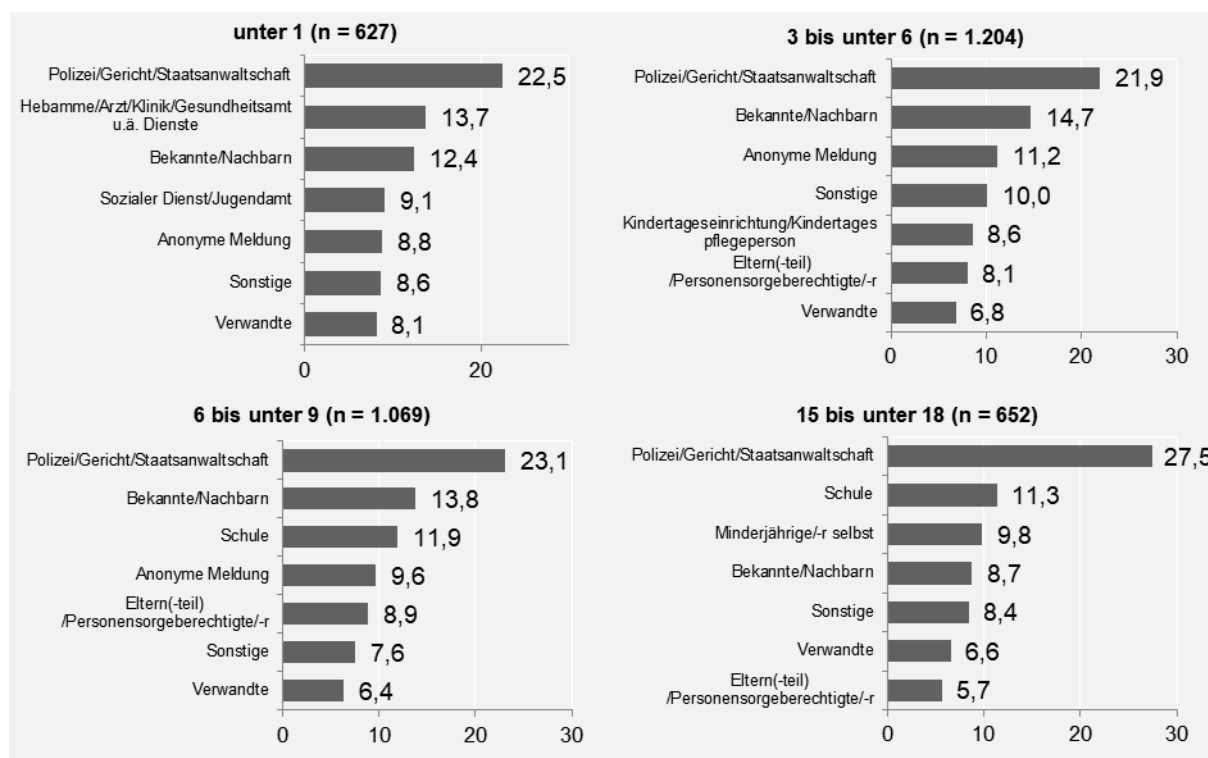 unter 1 (n = 627)
Polizei/Gericht/Staatsanwaltschaft 22,5
Hebamme/Arzt/Klinik/Gesundheitsamt
u.ä. Dienste 13,7
Bekannte/Nachbarn 12,4
Sozialer Dienst/Jugendamt 9,1
Anonyme Meldung 8,8
Sonstige 8,6
Verwandte 8,1
0 20
3 bis unter 6 (n = 1.204)
Polizei/Gericht/Staatsanwaltschaft 21,9
Bekannte/Nachbarn 14,7
Anonyme Meldung 11,2
Sonstige 10,0
Kindertageseinrichtung/Kindertages
pflegeperson 8,6
Eltern(-teil)
/Personensorgeberechtigte/-r 8,1
Verwandte 6,8
0 10 20 30
6 bis unter 9 (n = 1.069)
Polizei/Gericht/Staatsanwaltschaft 23,1
Bekannte/Nachbarn 13,8
Schule 11,9
Anonyme Meldung 9,6
Eltern(-teil)
/Personensorgeberechtigte/-r 8,9
Sonstige 7,6
Verwandte 6,4
0 10 20 30
15 bis unter 18 (n = 652)
Polizei/Gericht/Staatsanwaltschaft 27,5
Schule 11,3
Minderjährige/-r selbst 9,8
Bekannte/Nachbarn 8,7
Sonstige 8,4
Verwandte 6,6
Eltern(-teil)
/Personensorgeberechtigte/-r 5,7
0 10 20 30